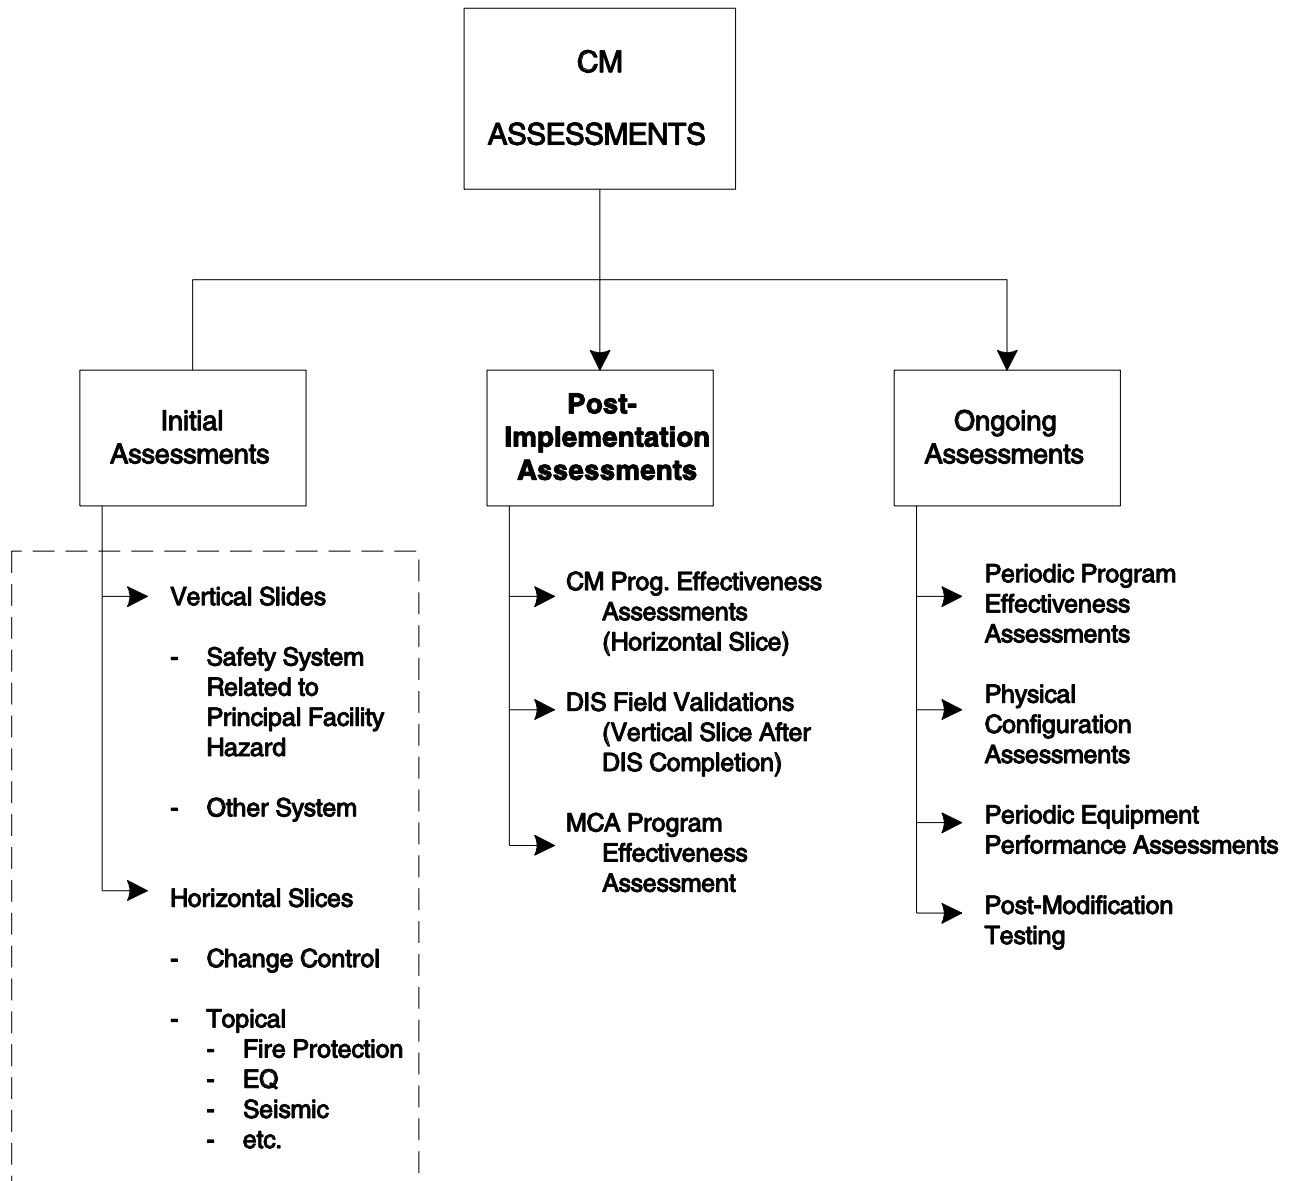 CM
ASSESSMENTS
Initial
Assessments
Post-
Implementation
Assessments
Ongoing
Assessments
Vertical Slides
- Safety System
Related to
Principal Facility
Hazard
- Other System
Horizontal Slices
- Change Control
- Topical
- Fire Protection
- EQ
- Seismic
- etc.
CM Prog. Effectiveness
Assessments
(Horizontal Slice)
DIS Field Validations
(Vertical Slice After
DIS Completion)
MCA Program
Effectiveness
Assessment
Periodic Program
Effectiveness
Assessments
Physical
Configuration
Assessments
Periodic Equipment
Performance Assessments
Post-Modification
Testing